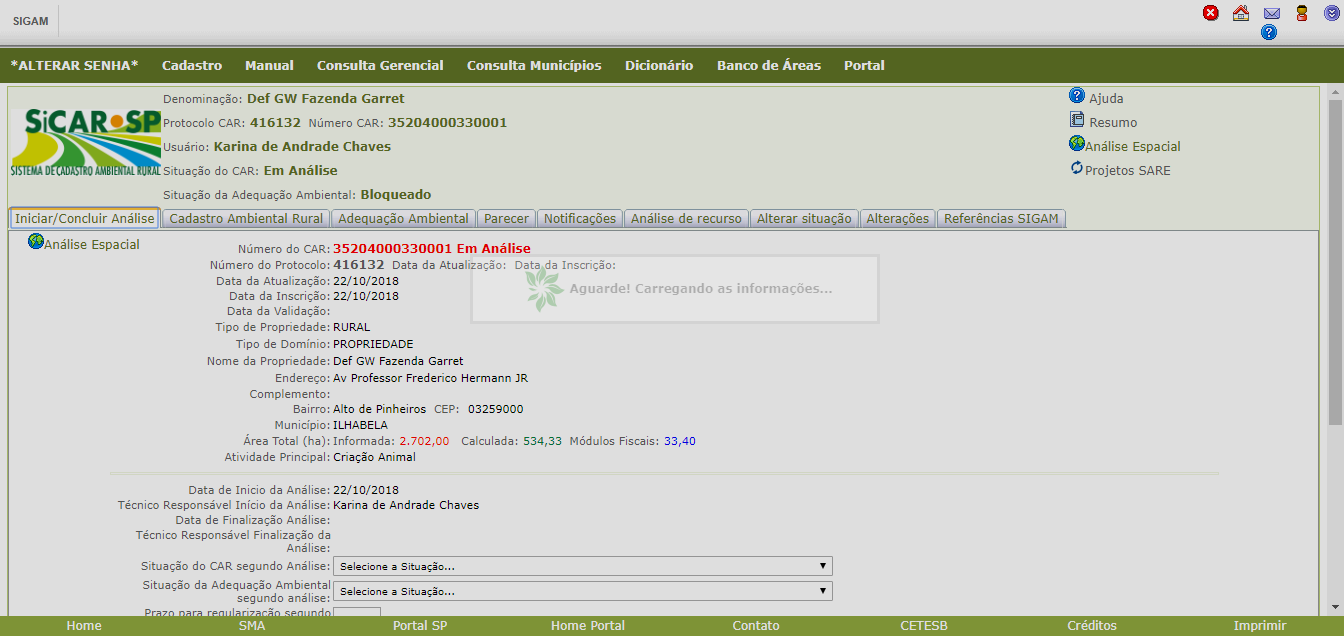 SIGAM
*ALTERAR SENHA* Cadastro Manual Consulta Gerencial Consulta Municípios Dicionário Banco de Áreas Portal
SiCAR•SP
SISTEMA DE CADASTRO AMBIENTAL RURAL
Denominação: Def GW Fazenda Garret
Protocolo CAR: 416132 Número CAR: 35204000330001
Usuário: Karina de Andrade Chaves
Situação do CAR: Em Análise
Situação da Adequação Ambiental: Bloqueado
Ajuda
Resumo
Análise Espacial
Projetos SARE
Iniciar/Concluir Análise Cadastro Ambiental Rural Adequação Ambiental Parecer Notificações Análise de recurso Alterar situação Alterações Referências SIGAM
Análise Espacial
Número do CAR: 35204000330001 Em Análise
Número do Protocolo: 416132 Data da Atualização: Data da Inscrição:
Aguarde! Carregando as informações...
Data da Atualização: 22/10/2018
Data da Inscrição: 22/10/2018
Data da Validação:
Tipo de Propriedade: RURAL
Tipo de Domínio: PROPRIEDADE
Nome da Propriedade: Def GW Fazenda Garret
Endereço: Av Professor Frederico Hermann JR
Complemento:
Bairro: Alto de Pinheiros CEP: 03259000
Município: ILHABELA
Área Total (ha): Informada: 2.702,00 Calculada: 534,33 Módulos Fiscais: 33,40
Atividade Principal: Criação Animal
Data de Inicio da Análise: 22/10/2018
Técnico Responsável Início da Análise: Karina de Andrade Chaves
Data de Finalização Análise:
Técnico Responsável Finalização da
Análise:
Situação do CAR segundo Análise: Selecione a Situação...
Situação da Adequação Ambiental
segundo análise: Selecione a Situação...
Prazo para regularização segundo
Home SMA Portal SP Home Portal Contato CETESB Créditos Imprimir